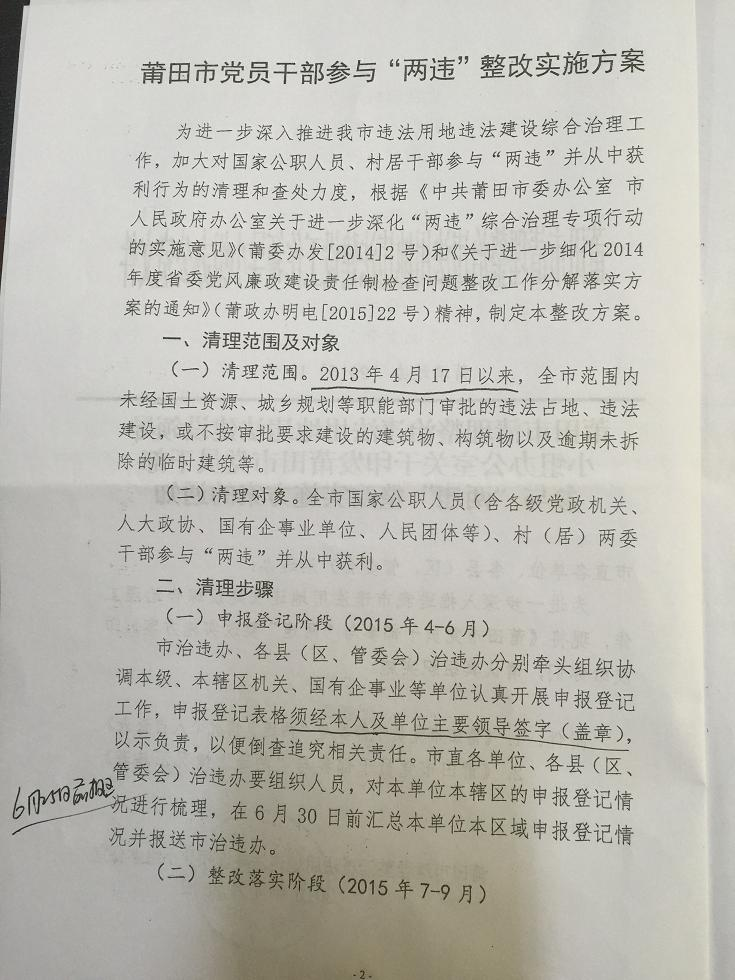 莆田市党员干部参与“两违”整改实施方案
为进一步深入推进我市违法用地违法建设综合治理工
作，加大对国家公职人员、村居干部参与“两违”并从中获
利行为的清理和查处力度，根据《中共莆田市委办公室 市
人民政府办公室关于进一步深化“两违”综合治理专项行动
的实施意见》(莆委办发[2014]2号)和《关于进一步细化2014
年度省委党风廉政建设责任制检查问题整改工作分解落实方
案的通知》(莆政办明电[2015]22号)精神，制定本整改方案。
一、清理范围及对象
（一）清理范围。2013年4月17日以来，全市范围内
未经国土资源、城乡规划等职能部门审批的违法占地、违法
建设，或不按审批要求建设的建筑物、构筑物以及逾期未拆
除的临时建筑等。
（二）清理对象。全市国家公职人员（含各级党政机关、
人大政协、国有企事业单位、人民团体等）、村（居）两委
干部参与“两违”并从中获利。
二、清理步骤
（一）申报登记阶段（2015年4-6月）
市治违办、各县（区、管委会）治违办分别牵头组织协
调本级、本辖区机关、国有企事业等单位认真开展申报登记
工作，申报登记表格须经本人及单位主要领导签字（盖章），
以示负责，以便倒查追究相关责任。市直各单位、各县（区、
管委会）治违办要组织人员，对本单位本辖区的申报登记情
况进行梳理，在6月30日前汇总本单位本区域申报登记情
况并报送市治违办。
6月25日前报
（二）整改落实阶段（2015年7-9月）
- 2 -